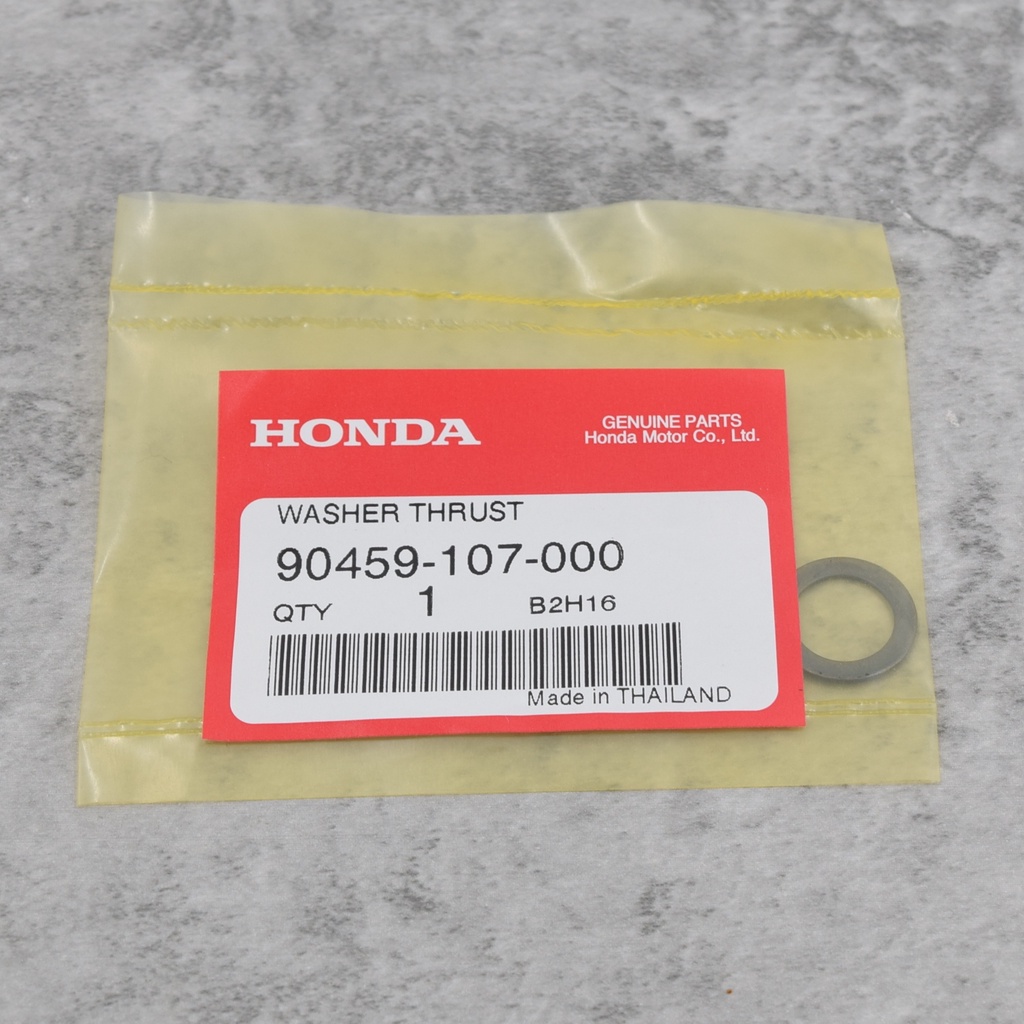 HONDA
GENUINE PARTS
Honda Motor Co., Ltd.
WASHER THRUST
90459-107-000
QTY 1 B2H16
Made in THAILAND